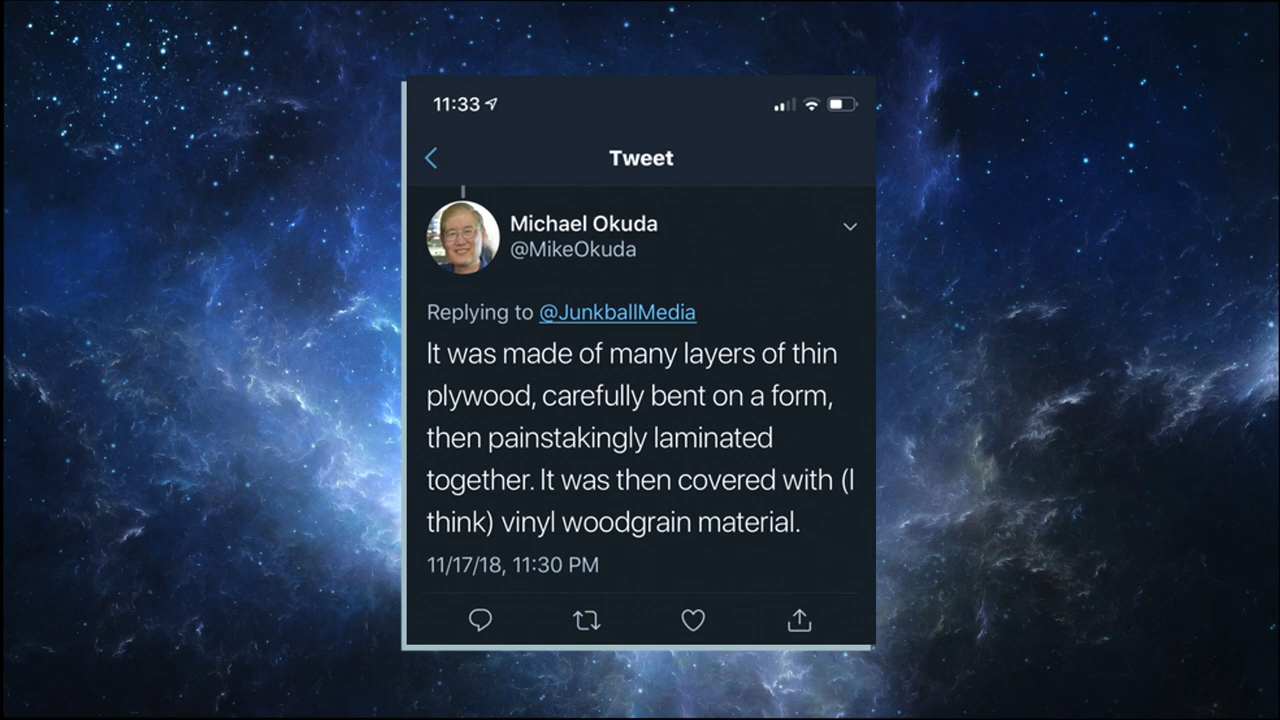 11:33
Tweet
Michael Okuda
@MikeOkuda
Replying to @JunkballMedia
It was made of many layers of thin
plywood, carefully bent on a form,
then painstakingly laminated
together. It was then covered with (I
think) vinyl woodgrain material.
11/17/18, 11:30 PM